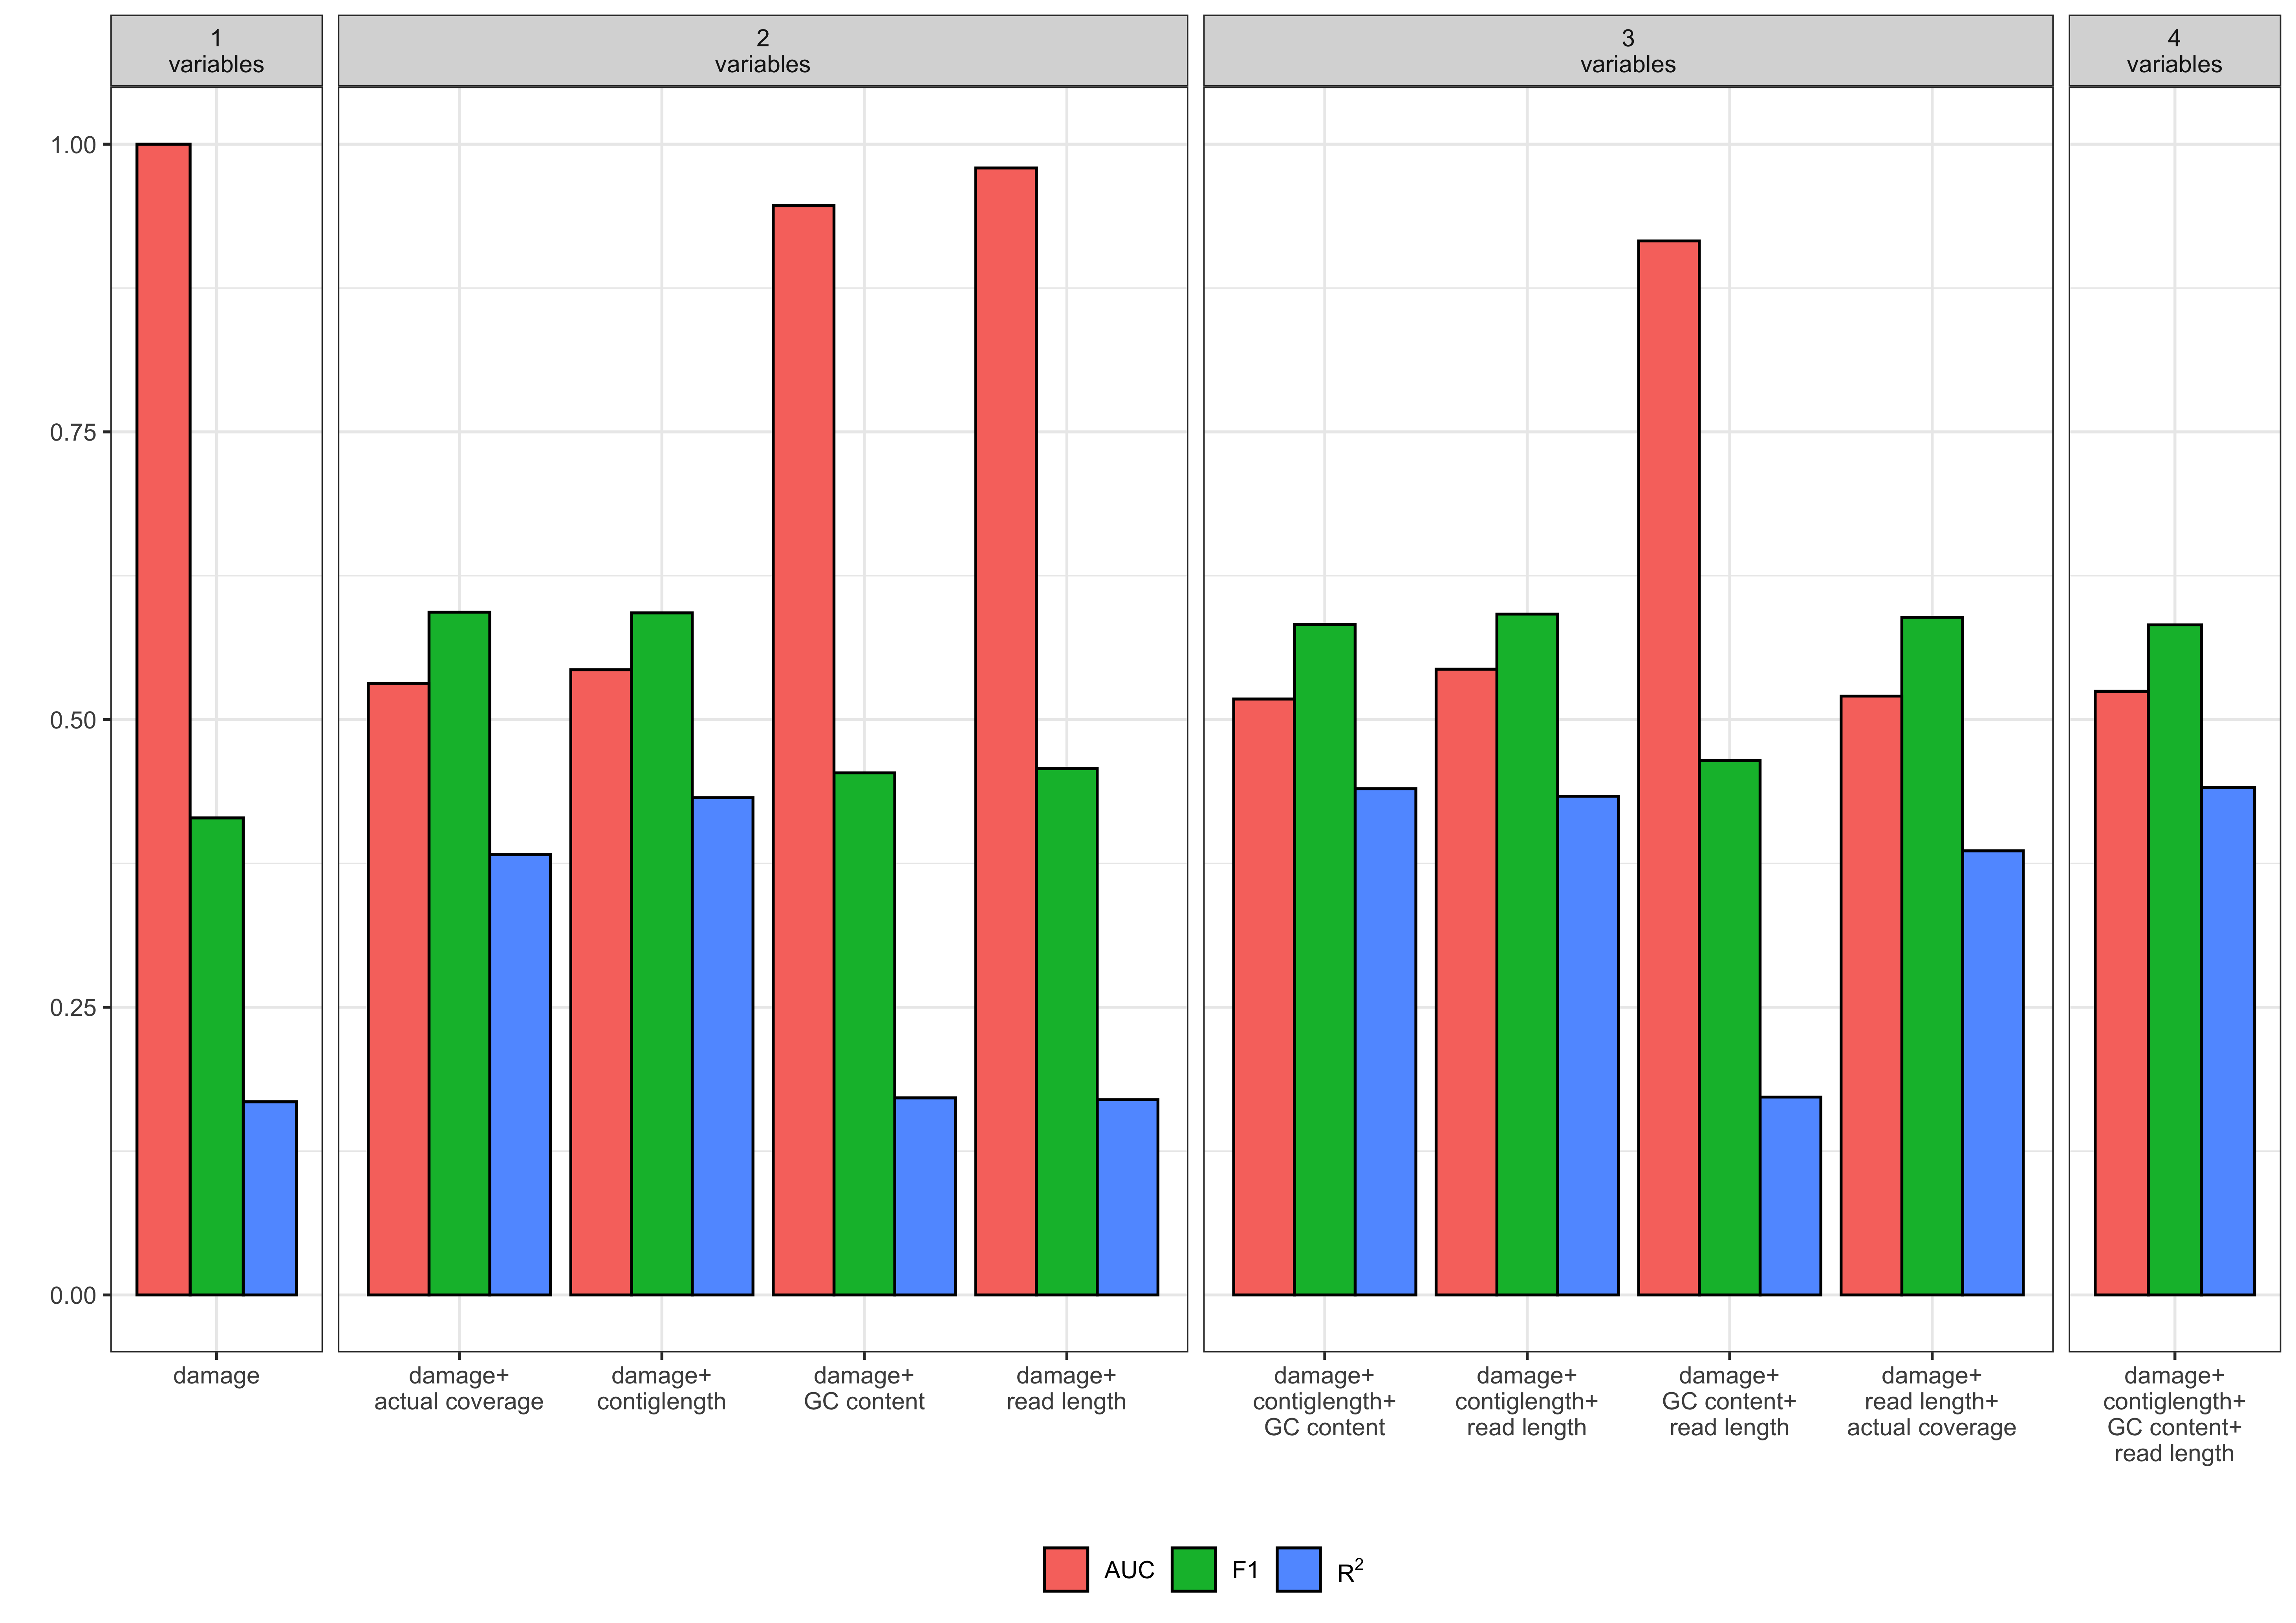 1
variables
2
variables
3
variables
4
variables
1.00
0.75
0.50
0.25
0.00
damage
damage+
actual coverage
damage+
contiglength
damage+
GC content
damage+
read length
damage+
contiglength+
GC content
damage+
contiglength+
read length
damage+
GC content+
read length
damage+
read length+
actual coverage
damage+
contiglength+
GC content+
read length
AUC
F1
R²